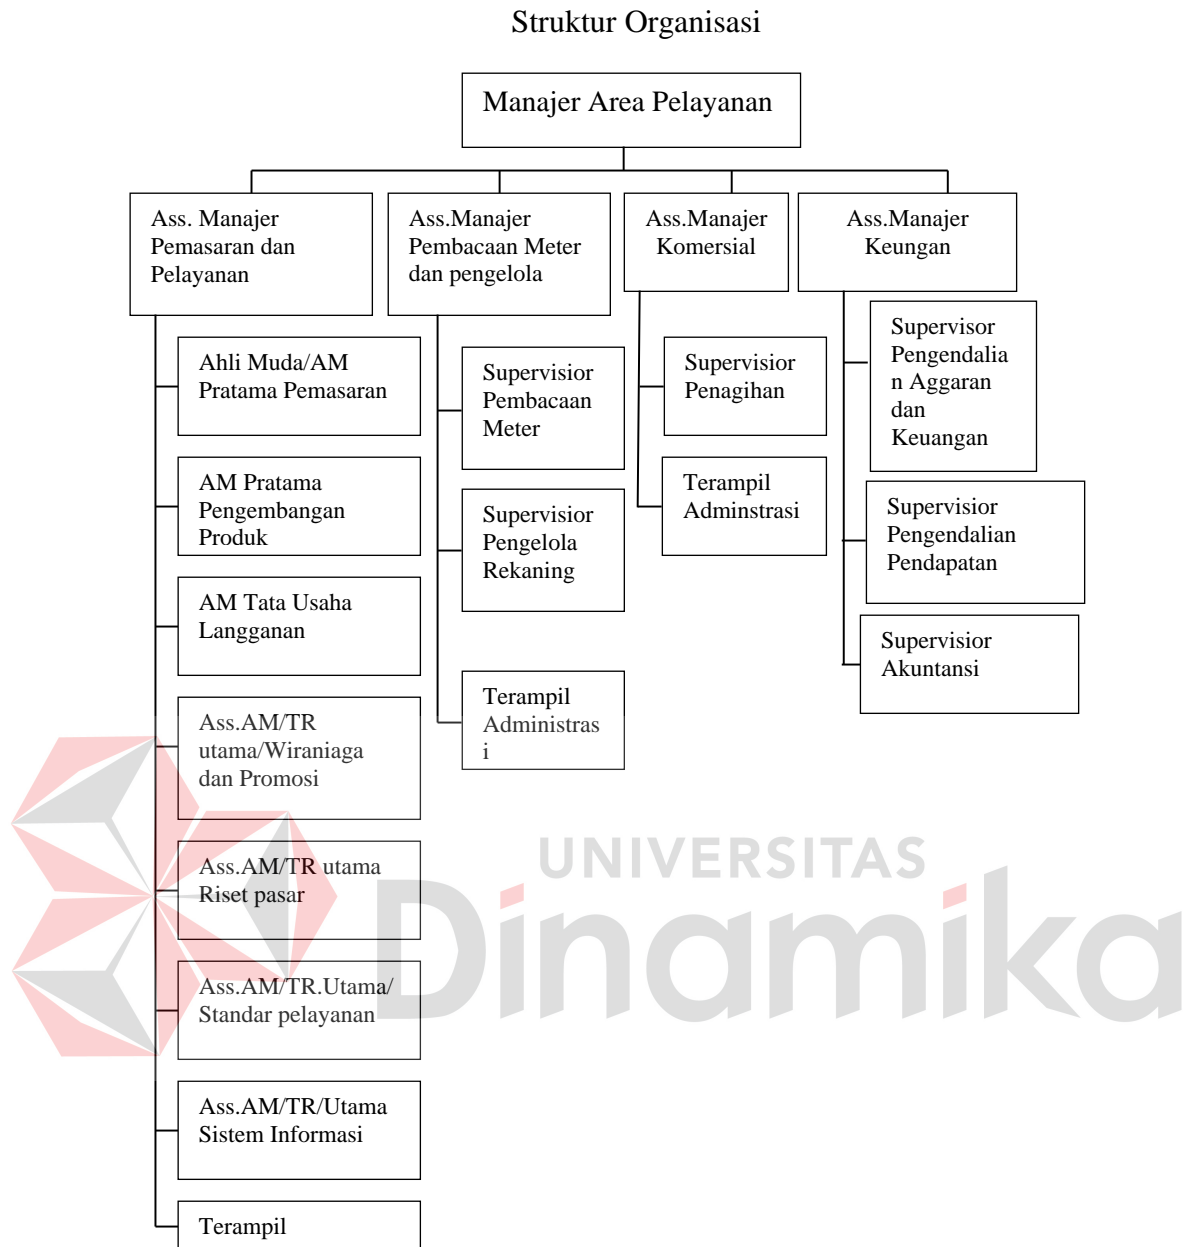 Struktur Organisasi
Manajer Area Pelayanan
Ass. Manajer
Pemasaran dan
Pelayanan
Ass.Manajer
Pembacaan Meter
dan pengelola
Ass.Manajer
Komersial
Ass.Manajer
Keungan
Ahli Muda/AM
Pratama Pemasaran
AM Pratama
Pengembangan
Produk
AM Tata Usaha
Langganan
Ass.AM/TR
utama/Wiraniaga
dan Promosi
Ass.AM/TR utama
Riset pasar
Ass.AM/TR.Utama/
Standar pelayanan
Ass.AM/TR/Utama
Sistem Informasi
Terampil
Supervisior
Pembacaan
Meter
Supervisior
Pengelola
Rekaning
Terampil
Administras
i
Supervisior
Penagihan
Terampil
Adminstrasi
Supervisor
Pengendalia
n Aggaran
dan
Keuangan
Supervisior
Pengendalian
Pendapatan
Supervisior
Akuntansi
UNIVERSITAS
Dinamika